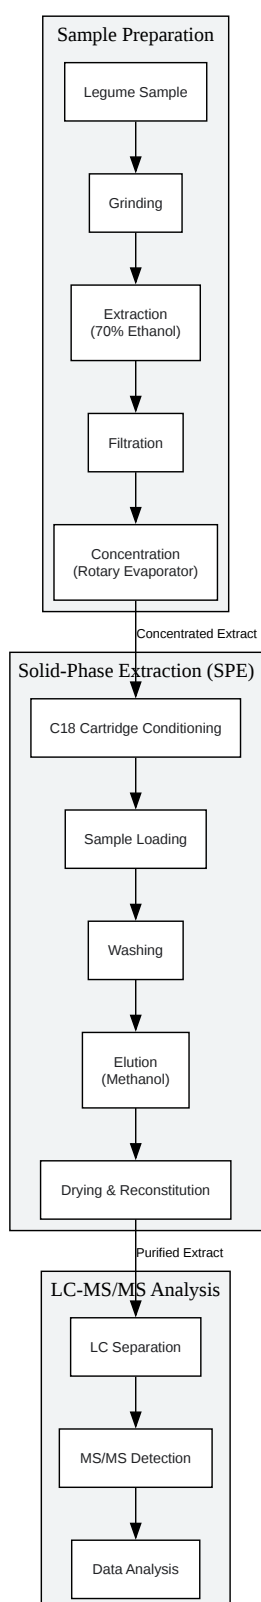 Sample Preparation
Legume Sample
Grinding
Extraction
(70% Ethanol)
Filtration
Concentration
(Rotary Evaporator)
Concentrated Extract
Solid-Phase Extraction (SPE)
C18 Cartridge Conditioning
Sample Loading
Washing
Elution
(Methanol)
Drying & Reconstitution
Purified Extract
LC-MS/MS Analysis
LC Separation
MS/MS Detection
Data Analysis